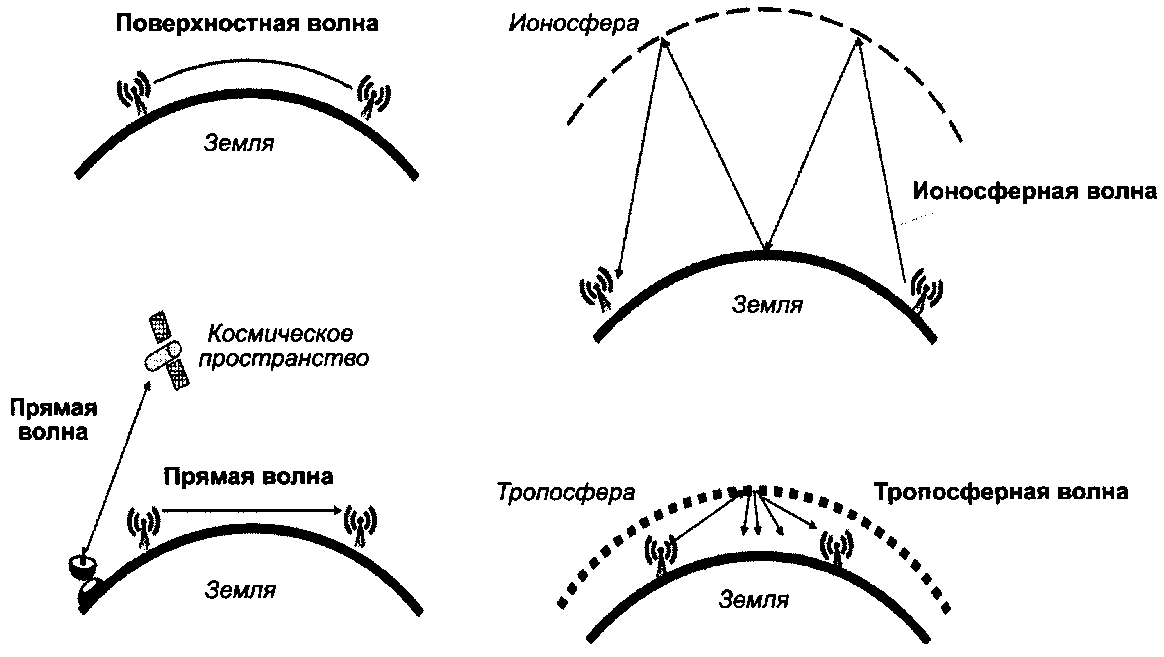 Поверхностная волна
Земля
Ионосфера
Ионосферная волна
Земля
Космическое
пространство
Прямая
волна
Прямая волна
Земля
Тропосфера
Тропосферная волна
Земля